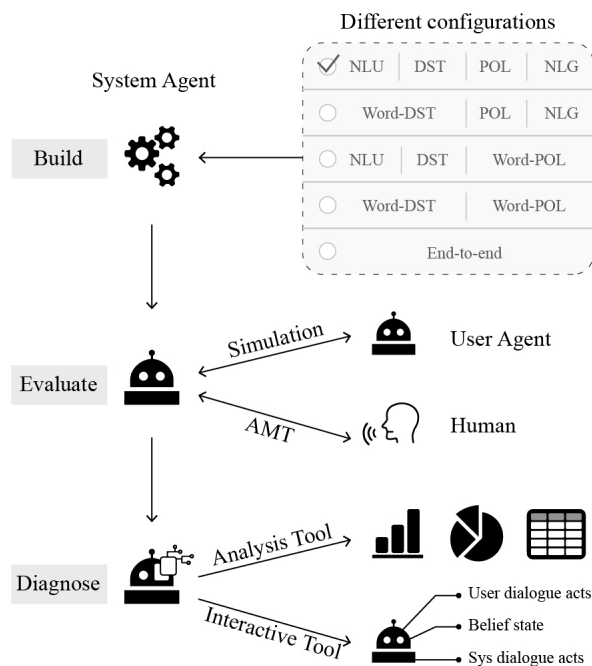 Different configurations
System Agent
NLU DST POL NLG
Word-DST POL NLG
Build
NLU DST Word-POL
Word-DST Word-POL
End-to-end
Simulation
User Agent
Evaluate
AMT
Human
Analysis Tool
Diagnose
Interactive Tool
User dialogue acts
Belief state
Sys dialogue acts